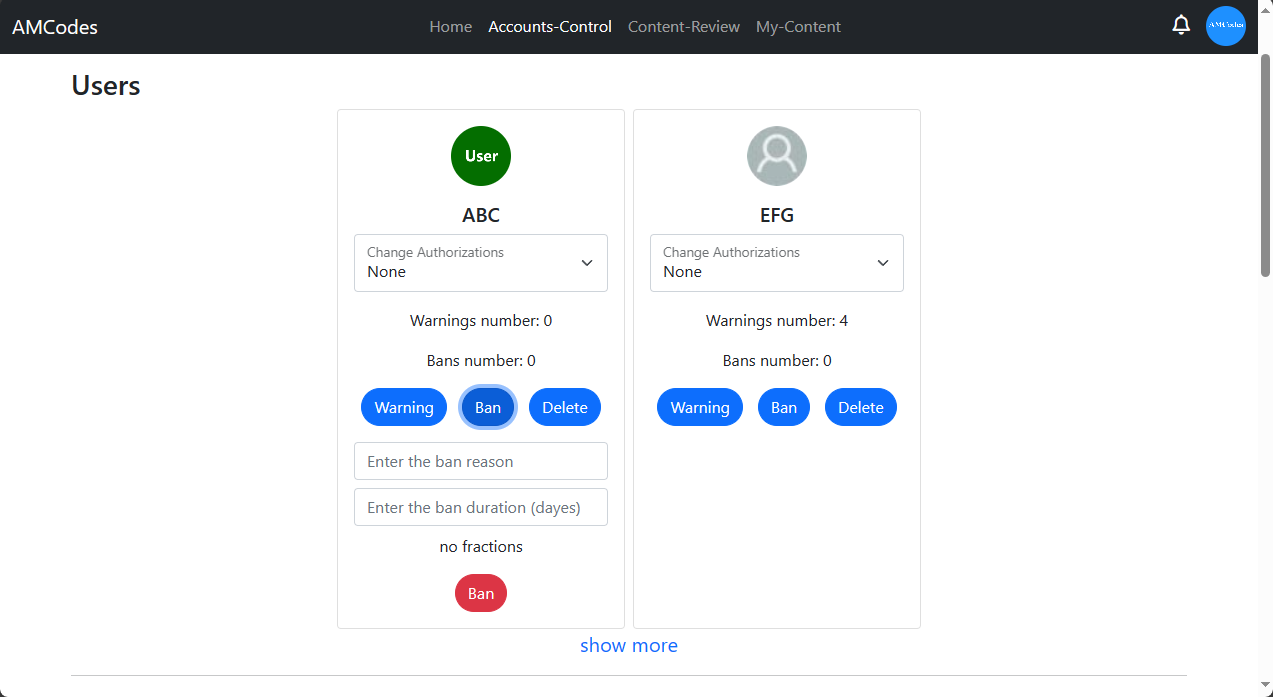 AMCodes
Home Accounts-Control Content-Review My-Content
AMCodes
Users
User
ABC
Change Authorizations
None
Warnings number: 0
Bans number: 0
Warning Ban Delete
Enter the ban reason
Enter the ban duration (dayes)
no fractions
Ban
EFG
Change Authorizations
None
Warnings number: 4
Bans number: 0
Warning Ban Delete
show more